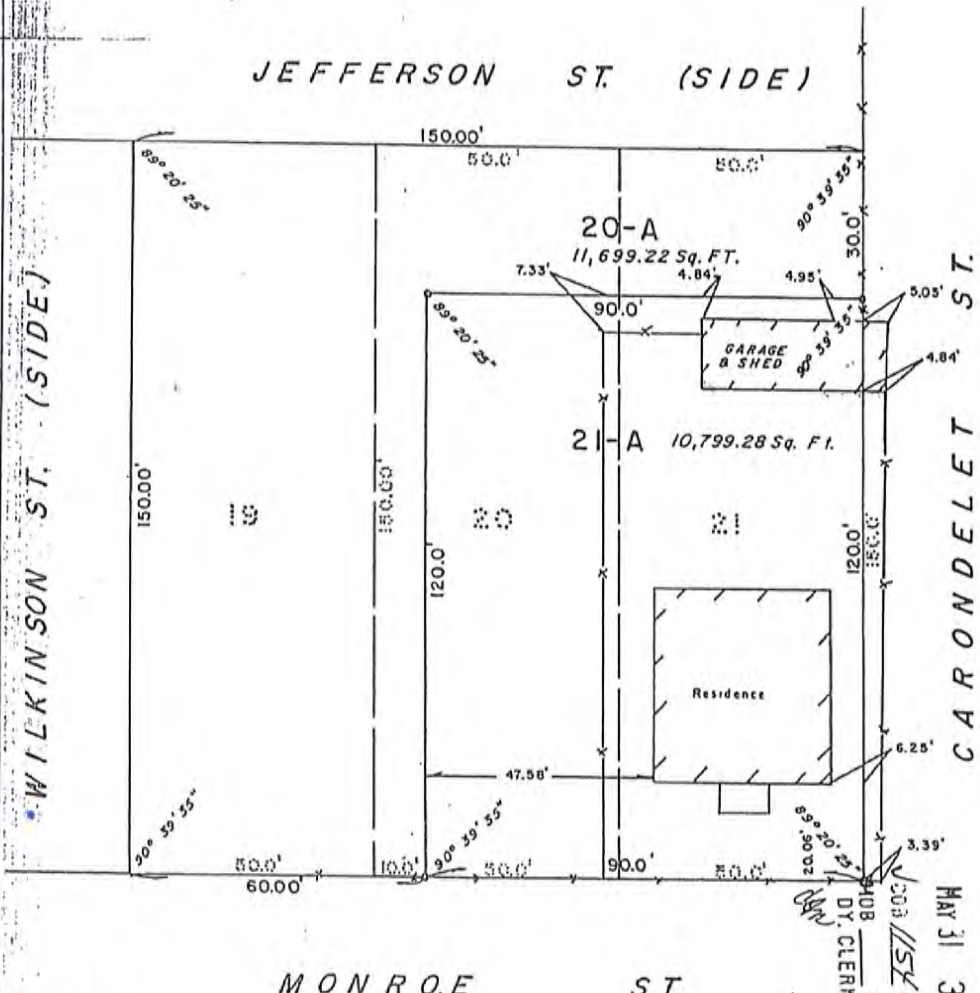 JEFFERSON ST. (SIDE)
150.00'
50.0' 50.0'
89° 20' 25"
90° 39' 35"
30.0'
20-A
11,699.22 Sq. FT.
7.33' 4.84' 4.95' 5.05'
90.0'
89° 20' 25"
90° 39' 35"
GARAGE
& SHED
4.84'
21-A 10,799.28 Sq. Ft.
WILKINSON ST. (SIDE)
150.00'
19
150.00'
20
120.0'
21
120.0'
150.0'
CARONDELET ST.
Residence
6.25'
47.58'
90° 39' 35"
90° 39' 35"
89° 20' 25"
3.39'
210.06'
50.0' 10.0' 50.0' 90.0' 50.0'
60.00'
POB
DY. CLERK
MAY 31 3
MONROE ST